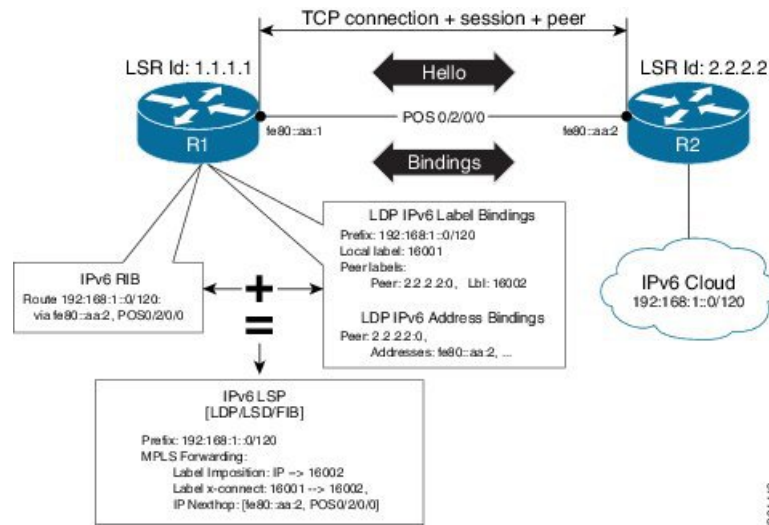 TCP connection + session + peer
LSR Id: 1.1.1.1
LSR Id: 2.2.2.2
Hello
POS 0/2/0/0
fe80::aa:1
fe80::aa:2
R1
R2
Bindings
LDP IPv6 Label Bindings
Prefix: 192:168:1::0/120
Local label: 16001
Peer labels:
Peer: 2.2.2.2:0, Lbl: 16002
LDP IPv6 Address Bindings
Peer: 2.2.2.2:0,
Addresses: fe80::aa:2, ...
IPv6 RIB
Route 192:168:1::0/120:
via fe80::aa:2, POS0/2/0/0
+
=
IPv6 Cloud
192:168:1::0/120
IPv6 LSP
[LDP/LSD/FIB]
Prefix: 192:168:1::0/120
MPLS Forwarding:
Label Imposition: IP --> 16002
Label x-connect: 16001 --> 16002,
IP Nexthop: [fe80::aa:2, POS0/2/0/0]